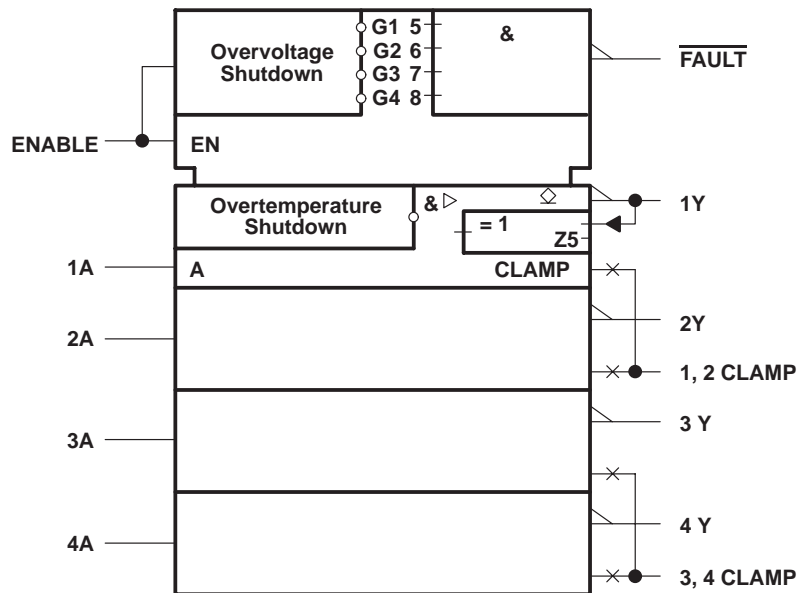 Overvoltage
Shutdown
G1 5
G2 6
G3 7
G4 8
&
FAULT
ENABLE
EN
Overtemperature
Shutdown
&
= 1
Z5
1Y
1A
A
CLAMP
2A
2Y
1, 2 CLAMP
3A
3 Y
4A
4 Y
3, 4 CLAMP